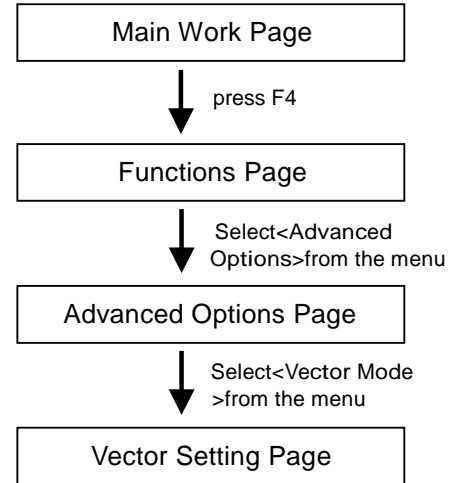 Main Work Page
press F4
Functions Page
Select<Advanced
Options>from the menu
Advanced Options Page
Select<Vector Mode
>from the menu
Vector Setting Page